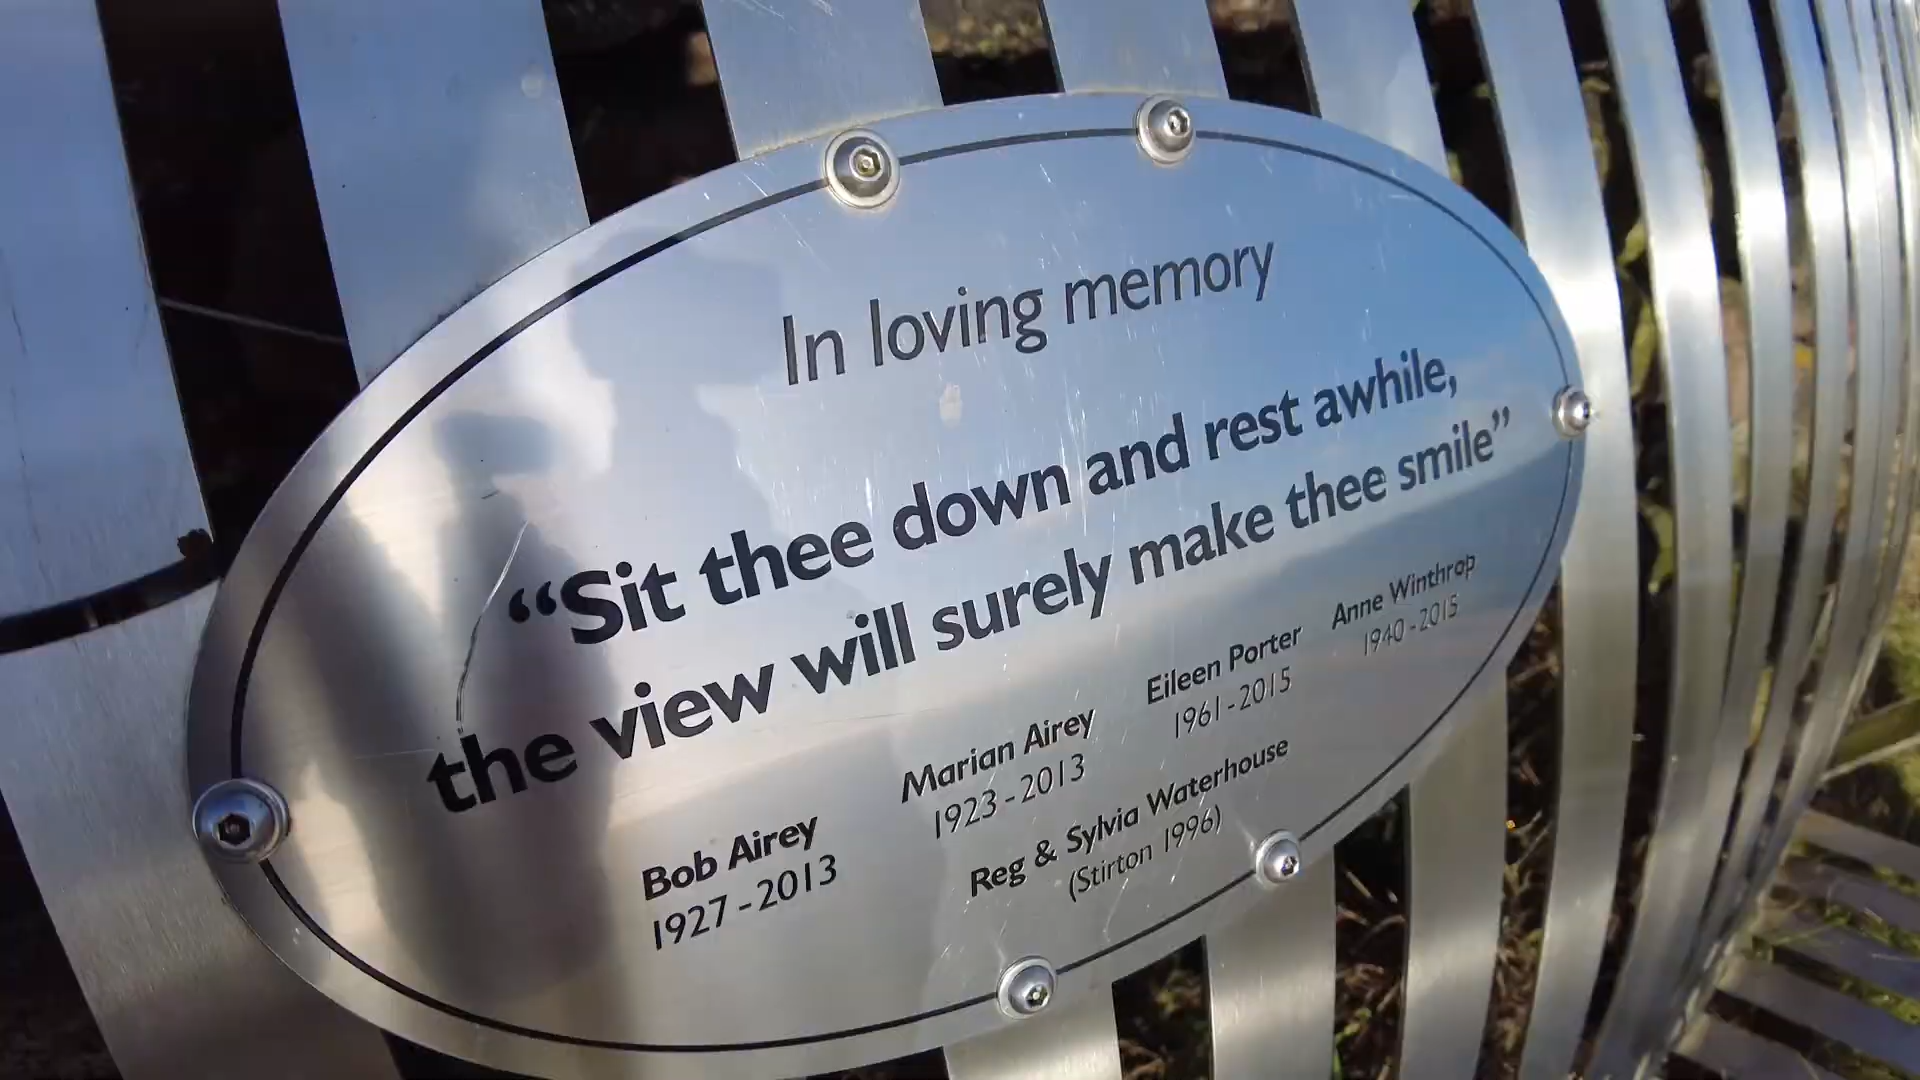 In loving memory
“Sit thee down and rest awhile,
the view will surely make thee smile”
Bob Airey
1927-2013
Marian Airey
1923-2013
Eileen Porter
1961-2015
Anne Winthrop
1940-2015
Reg & Sylvia Waterhouse
(Stirton 1996)